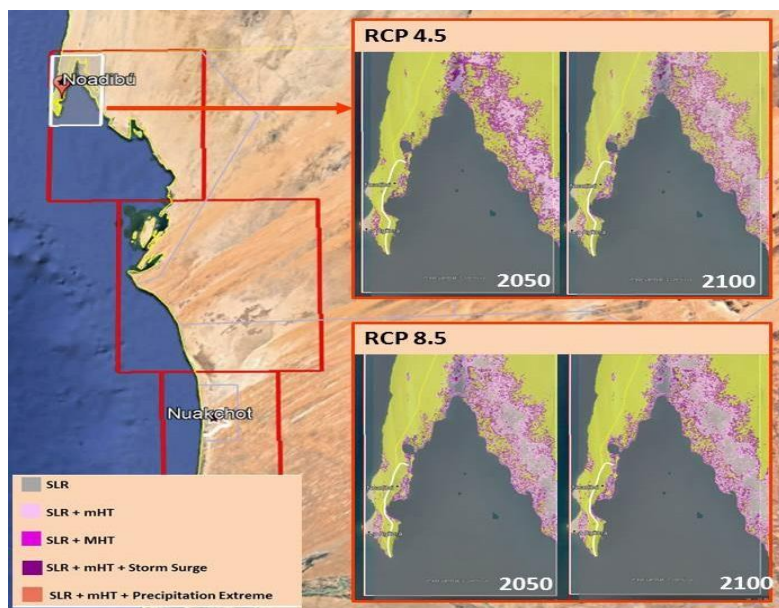 Noadibú
Nuakchot
RCP 4.5
2050
2100
RCP 8.5
2050
2100
SLR
SLR + mHT
SLR + MHT
SLR + mHT + Storm Surge
SLR + mHT + Precipitation Extreme